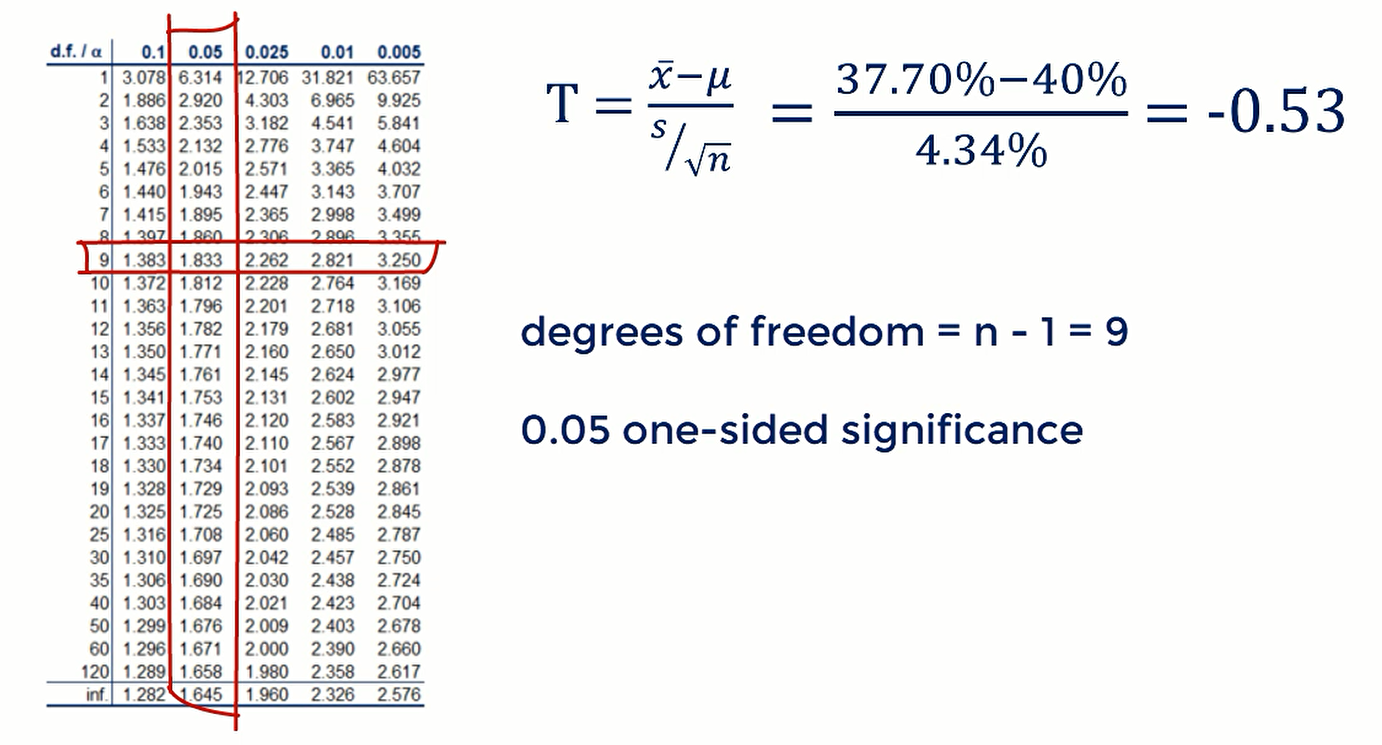 d.f. / α 0.1 0.05 0.025 0.01 0.005
1 3.078 6.314 12.706 31.821 63.657
2 1.886 2.920 4.303 6.965 9.925
3 1.638 2.353 3.182 4.541 5.841
4 1.533 2.132 2.776 3.747 4.604
5 1.476 2.015 2.571 3.365 4.032
6 1.440 1.943 2.447 3.143 3.707
7 1.415 1.895 2.365 2.998 3.499
8 1.397 1.860 2.306 2.896 3.355
9 1.383 1.833 2.262 2.821 3.250
10 1.372 1.812 2.228 2.764 3.169
11 1.363 1.796 2.201 2.718 3.106
12 1.356 1.782 2.179 2.681 3.055
13 1.350 1.771 2.160 2.650 3.012
14 1.345 1.761 2.145 2.624 2.977
15 1.341 1.753 2.131 2.602 2.947
16 1.337 1.746 2.120 2.583 2.921
17 1.333 1.740 2.110 2.567 2.898
18 1.330 1.734 2.101 2.552 2.878
19 1.328 1.729 2.093 2.539 2.861
20 1.325 1.725 2.086 2.528 2.845
25 1.316 1.708 2.060 2.485 2.787
30 1.310 1.697 2.042 2.457 2.750
35 1.306 1.690 2.030 2.438 2.724
40 1.303 1.684 2.021 2.423 2.704
50 1.299 1.676 2.009 2.403 2.678
60 1.296 1.671 2.000 2.390 2.660
120 1.289 1.658 1.980 2.358 2.617
inf. 1.282 1.645 1.960 2.326 2.576
T = (x̄−μ)/(s/√n) = (37.70%−40%)/4.34% = -0.53
degrees of freedom = n - 1 = 9
0.05 one-sided significance